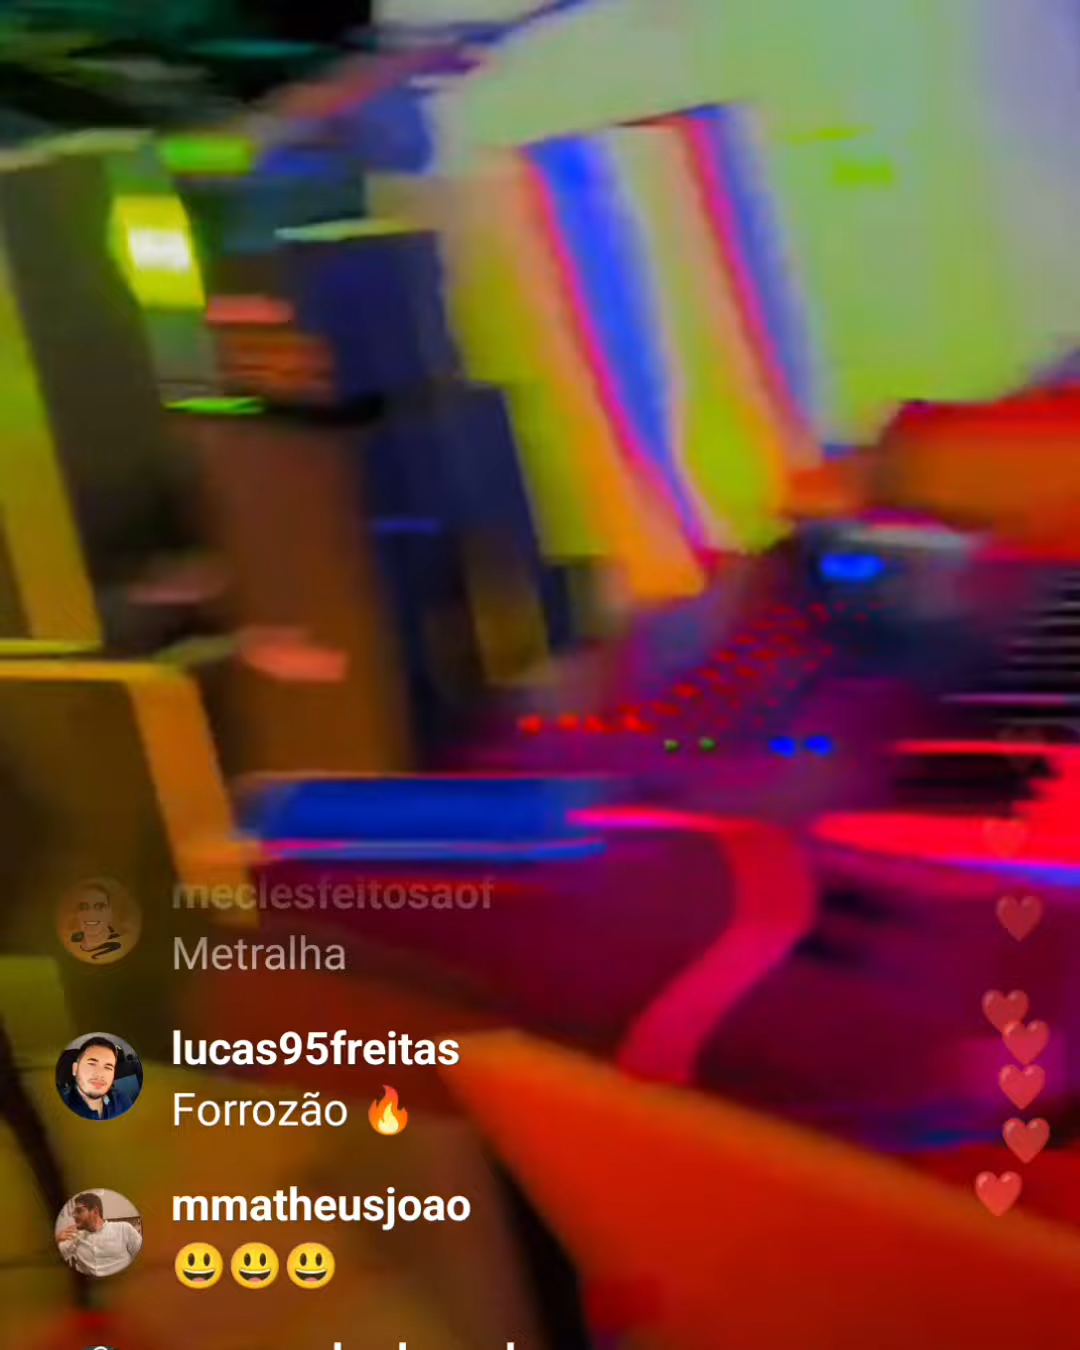 meclesfeitosaof
Metralha
lucas95freitas
Forrozão 🔥
mmatheusjoao
😃😃😃